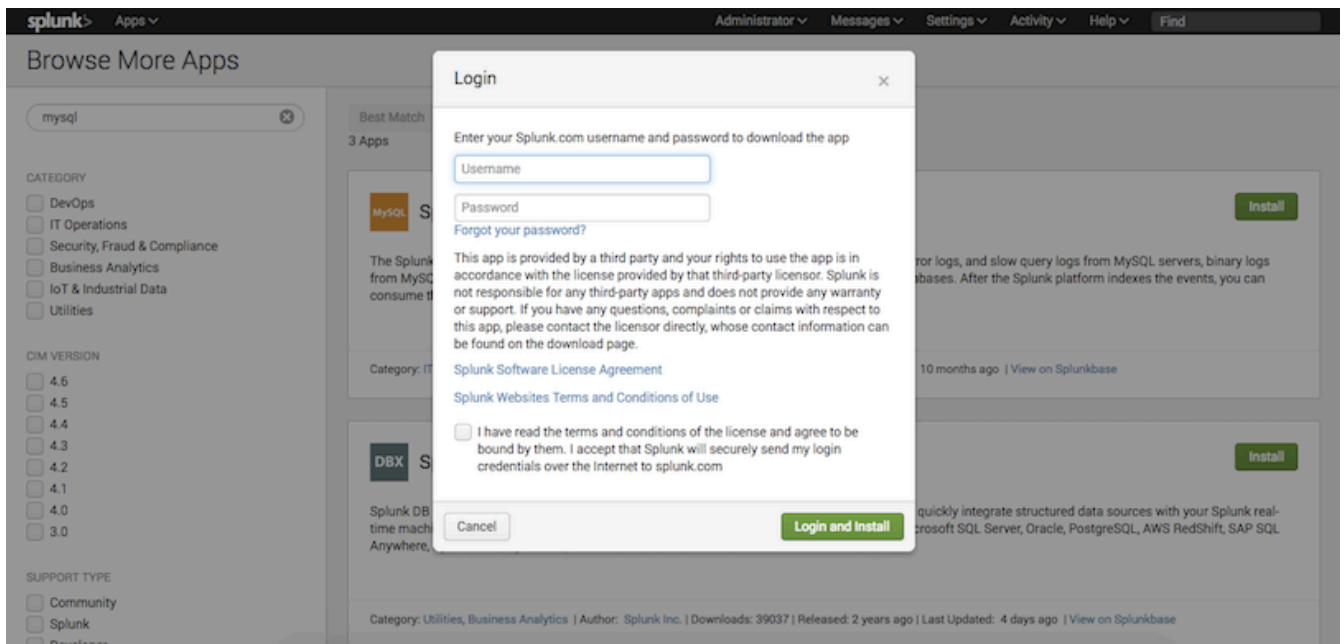 splunk> Apps Administrator Messages Settings Activity Help Find
Browse More Apps
mysql
CATEGORY
DevOps
IT Operations
Security, Fraud & Compliance
Business Analytics
IoT & Industrial Data
Utilities
CIM VERSION
4.6
4.5
4.4
4.3
4.2
4.1
4.0
3.0
SUPPORT TYPE
Community
Splunk
Developer
Best Match
3 Apps
MySQL S Install
The Splunk ror logs, and slow query logs from MySQL servers, binary logs
from MySQ bases. After the Splunk platform indexes the events, you can
consume th
Category: IT 10 months ago | View on Splunkbase
DBX S Install
Splunk DB quickly integrate structured data sources with your Splunk real-
time machi crosoft SQL Server, Oracle, PostgreSQL, AWS RedShift, SAP SQL
Anywhere,
Category: Utilities, Business Analytics | Author: Splunk Inc. | Downloads: 39037 | Released: 2 years ago | Last Updated: 4 days ago | View on Splunkbase
Login
×
Enter your Splunk.com username and password to download the app
Username
Password
Forgot your password?
This app is provided by a third party and your rights to use the app is in
accordance with the license provided by that third-party licensor. Splunk is
not responsible for any third-party apps and does not provide any warranty
or support. If you have any questions, complaints or claims with respect to
this app, please contact the licensor directly, whose contact information can
be found on the download page.
Splunk Software License Agreement
Splunk Websites Terms and Conditions of Use
I have read the terms and conditions of the license and agree to be
bound by them. I accept that Splunk will securely send my login
credentials over the Internet to splunk.com
Cancel Login and Install